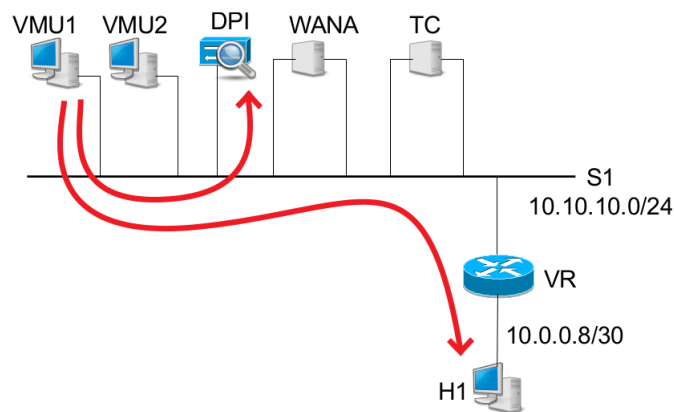 VMU1
VMU2
DPI
WANA
TC
S1
10.10.10.0/24
VR
10.0.0.8/30
H1